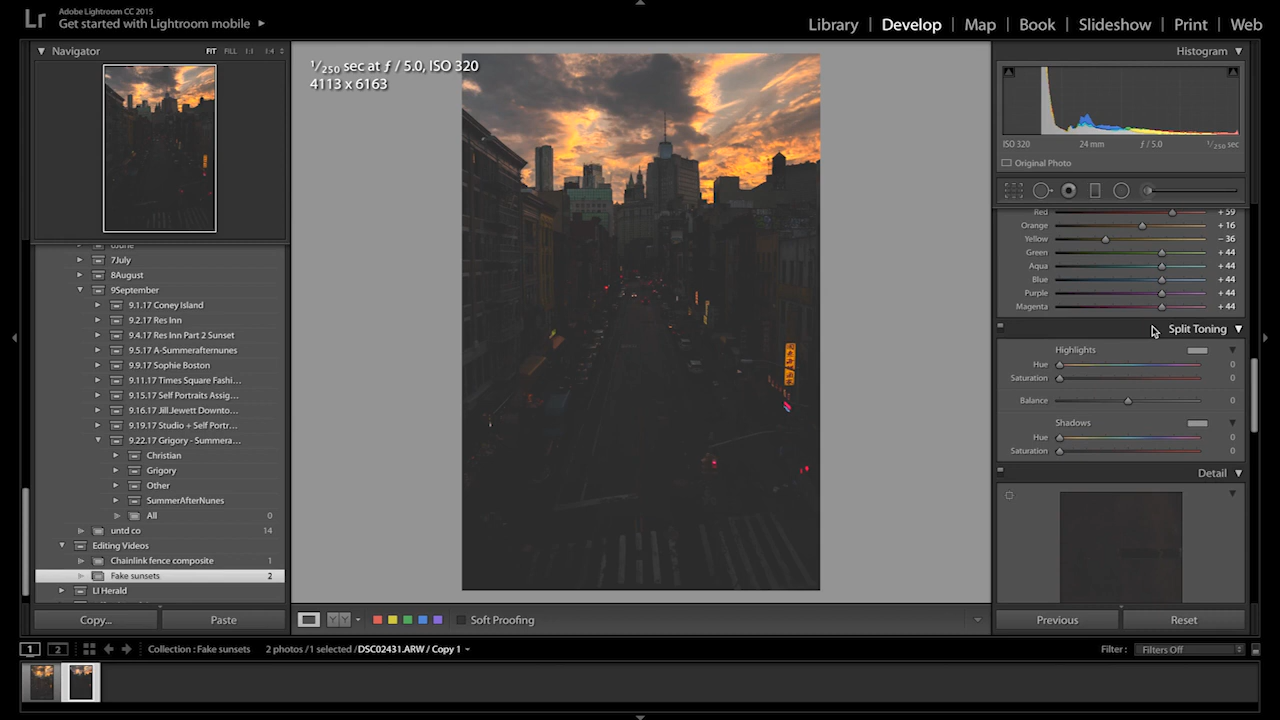 Lr
Adobe Lightroom CC 2015
Get started with Lightroom mobile
Library | Develop | Map | Book | Slideshow | Print | Web
Navigator
FIT FILL 1:1 1:4
7July
8August
9September
9.1.17 Coney Island
9.2.17 Res Inn
9.4.17 Res Inn Part 2 Sunset
9.5.17 A-Summerafternunes
9.9.17 Sophie Boston
9.11.17 Times Square Fashi...
9.15.17 Self Portraits Assig...
9.16.17 Jill.Jewett Downto...
9.19.17 Studio + Self Portr...
9.22.17 Grigory - Summera...
Christian
Grigory
Other
SummerAfterNunes
All 0
untd co 14
Editing Videos
Chainlink fence composite 1
Fake sunsets 2
LI Herald
Copy... Paste
1/250 sec at ƒ / 5.0, ISO 320
4113 x 6163
Soft Proofing
Histogram
ISO 320 24 mm ƒ / 5.0 1/250 sec
Original Photo
Red + 59
Orange + 16
Yellow – 36
Green + 44
Aqua + 44
Blue + 44
Purple + 44
Magenta + 44
Split Toning
Highlights
Hue 0
Saturation 0
Balance 0
Shadows
Hue 0
Saturation 0
Detail
Previous Reset
1 2 Collection : Fake sunsets 2 photos / 1 selected / DSC02431.ARW / Copy 1
Filter : Filters Off